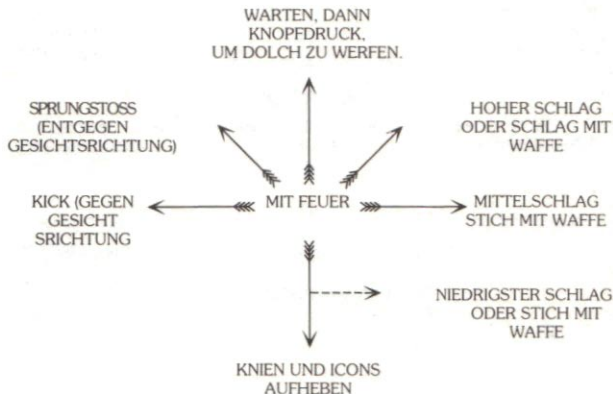 WARTEN, DANN
KNOPFDRUCK,
UM DOLCH ZU WERFEN.
SPRUNGSTOSS
(ENTGEGEN
GESICHTSRICHTUNG)
HOHER SCHLAG
ODER SCHLAG MIT
WAFFE
KICK (GEGEN
GESICHT
SRICHTUNG
MIT FEUER
MITTELSCHLAG
STICH MIT WAFFE
NIEDRIGSTER SCHLAG
ODER STICH MIT
WAFFE
KNIEN UND ICONS
AUFHEBEN